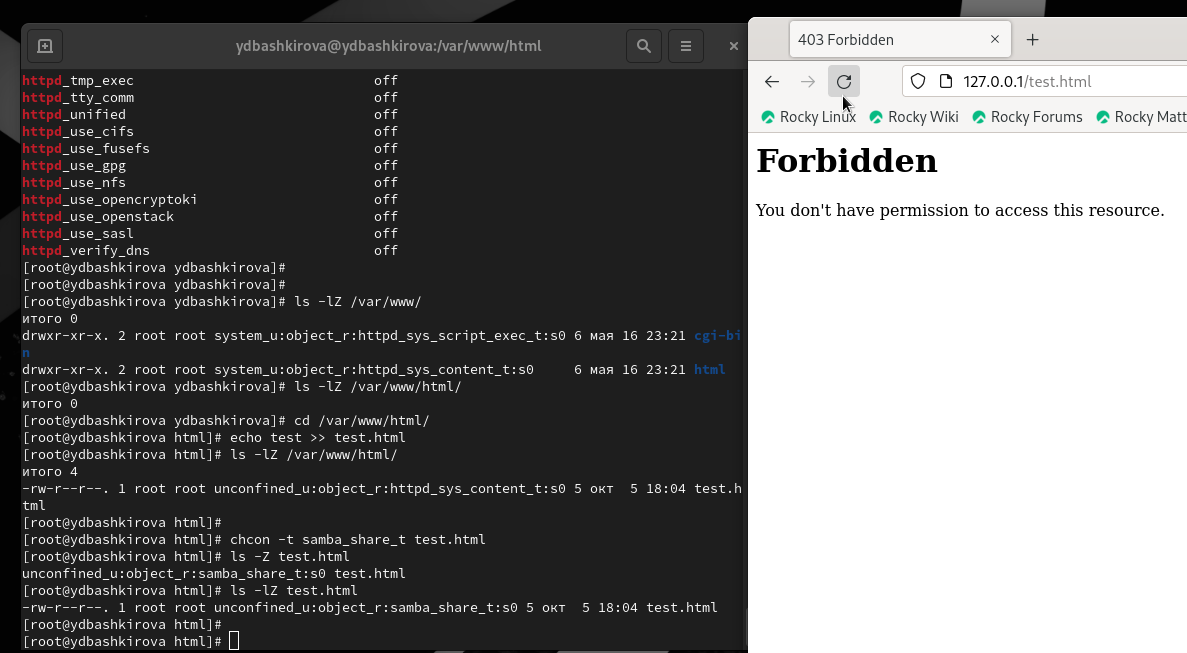 ydbashkirova@ydbashkirova:/var/www/html
httpd_tmp_exec                              off
httpd_tty_comm                              off
httpd_unified                               off
httpd_use_cifs                              off
httpd_use_fusefs                            off
httpd_use_gpg                               off
httpd_use_nfs                               off
httpd_use_opencryptoki                      off
httpd_use_openstack                         off
httpd_use_sasl                              off
httpd_verify_dns                            off
[root@ydbashkirova ydbashkirova]#
[root@ydbashkirova ydbashkirova]#
[root@ydbashkirova ydbashkirova]# ls -lZ /var/www/
итого 0
drwxr-xr-x. 2 root root system_u:object_r:httpd_sys_script_exec_t:s0 6 мая 16 23:21 cgi-bi
n
drwxr-xr-x. 2 root root system_u:object_r:httpd_sys_content_t:s0     6 мая 16 23:21 html
[root@ydbashkirova ydbashkirova]# ls -lZ /var/www/html/
итого 0
[root@ydbashkirova ydbashkirova]# cd /var/www/html/
[root@ydbashkirova html]# echo test >> test.html
[root@ydbashkirova html]# ls -lZ /var/www/html/
итого 4
-rw-r--r--. 1 root root unconfined_u:object_r:httpd_sys_content_t:s0 5 окт  5 18:04 test.h
tml
[root@ydbashkirova html]#
[root@ydbashkirova html]# chcon -t samba_share_t test.html
[root@ydbashkirova html]# ls -Z test.html
unconfined_u:object_r:samba_share_t:s0 test.html
[root@ydbashkirova html]# ls -lZ test.html
-rw-r--r--. 1 root root unconfined_u:object_r:samba_share_t:s0 5 окт  5 18:04 test.html
[root@ydbashkirova html]#
[root@ydbashkirova html]#
403 Forbidden
127.0.0.1/test.html
Rocky Linux Rocky Wiki Rocky Forums Rocky Matt
Forbidden
You don't have permission to access this resource.